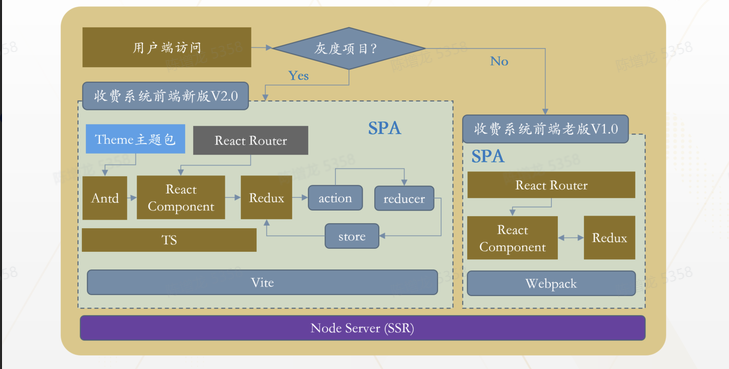 用户端访问
灰度项目?
Yes
No
收费系统前端新版V2.0
SPA
Theme主题包
React Router
Antd
React
Component
Redux
action
reducer
store
TS
Vite
收费系统前端老版V1.0
SPA
React Router
React
Component
Redux
Webpack
Node Server (SSR)